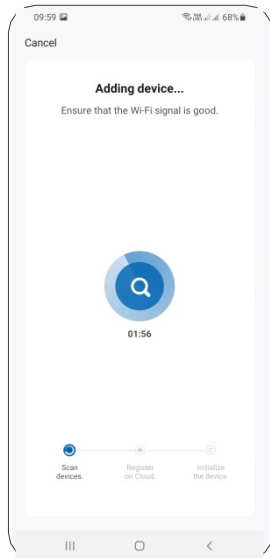 09:59
68%
Cancel
Adding device...
Ensure that the Wi-Fi signal is good.
01:56
Scan
devices.
Register
on Cloud.
Initialize
the device